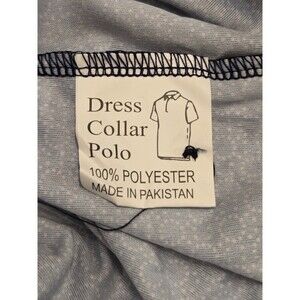 Dress
Collar
Polo
100% POLYESTER
MADE IN PAKISTAN